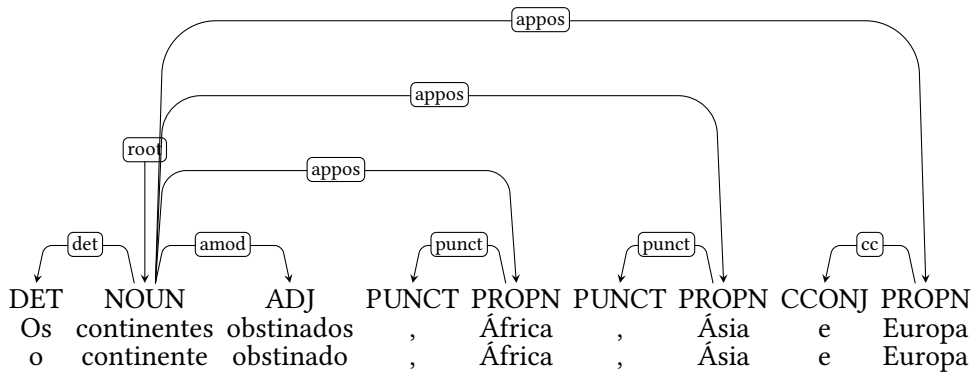 appos
appos
root
appos
det amod punct punct cc
DET NOUN ADJ PUNCT PROPN PUNCT PROPN CCONJ PROPN
Os continentes obstinados , África , Ásia e Europa
o continente obstinado , África , Ásia e Europa